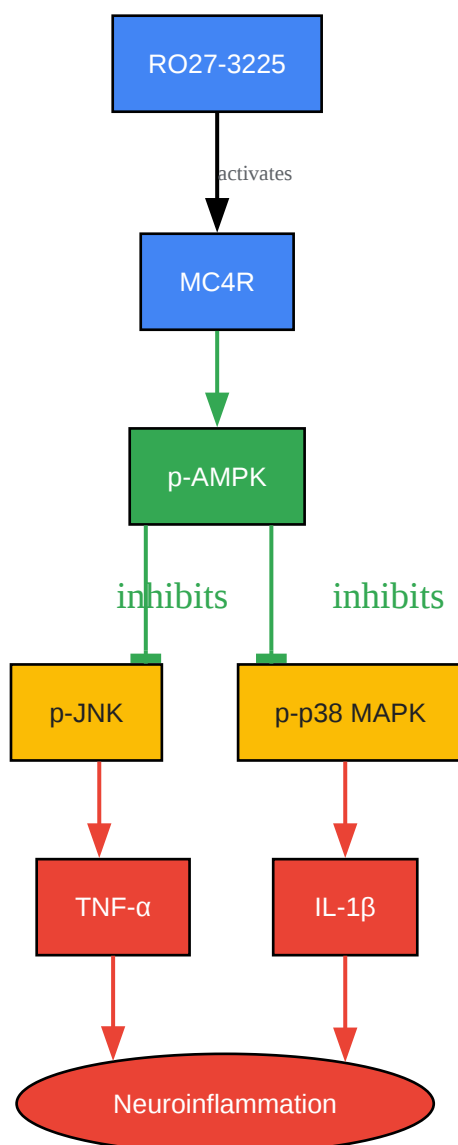 RO27-3225
activates
MC4R
p-AMPK
inhibits
inhibits
p-JNK
p-p38 MAPK
TNF-α
IL-1β
Neuroinflammation